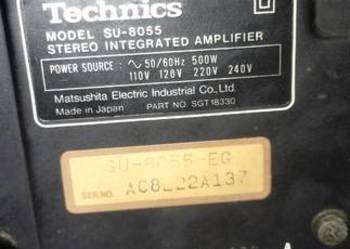 Technics
MODEL SU-8055
STEREO INTEGRATED AMPLIFIER
POWER SOURCE : ∿ 50/60Hz 500W
110V 120V 220V 240V
Matsushita Electric Industrial Co., Ltd.
Made in Japan PART NO. SGT18330
SU-8055 EG
SER.NO. AC8L22A137